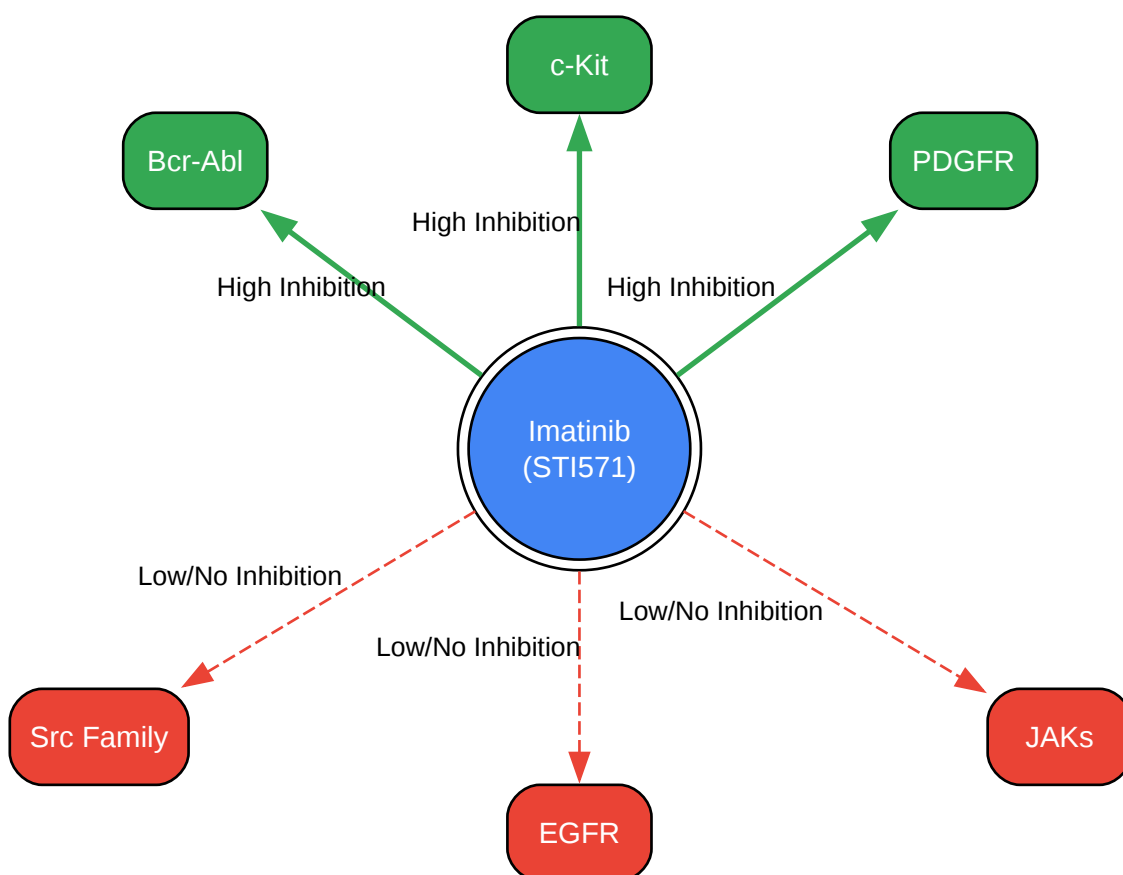 c-Kit
Bcr-Abl
PDGFR
High Inhibition
High Inhibition
High Inhibition
Imatinib
(STI571)
Low/No Inhibition
Low/No Inhibition
Low/No Inhibition
Src Family
JAKs
EGFR